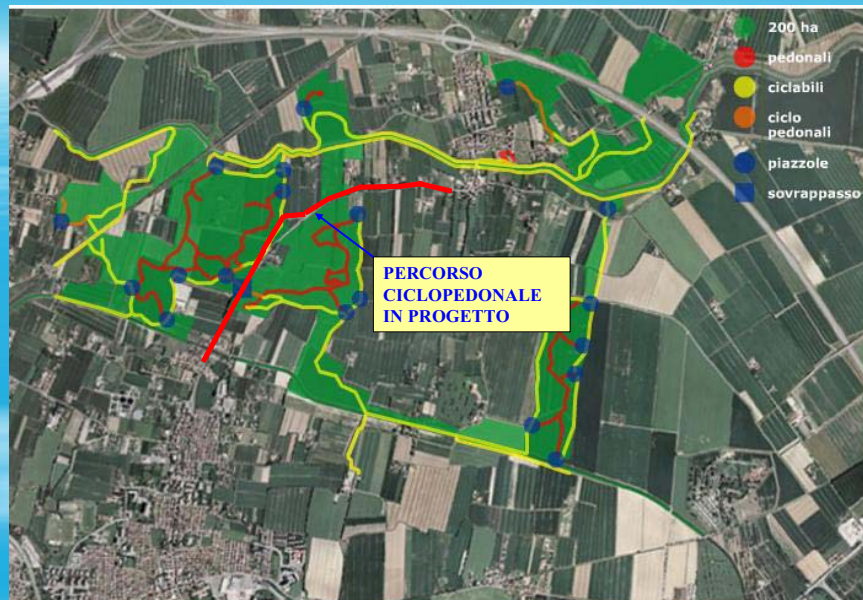 200 ha
pedonali
ciclabili
ciclo
pedonali
piazzole
sovrappasso
PERCORSO
CICLOPEDONALE
IN PROGETTO